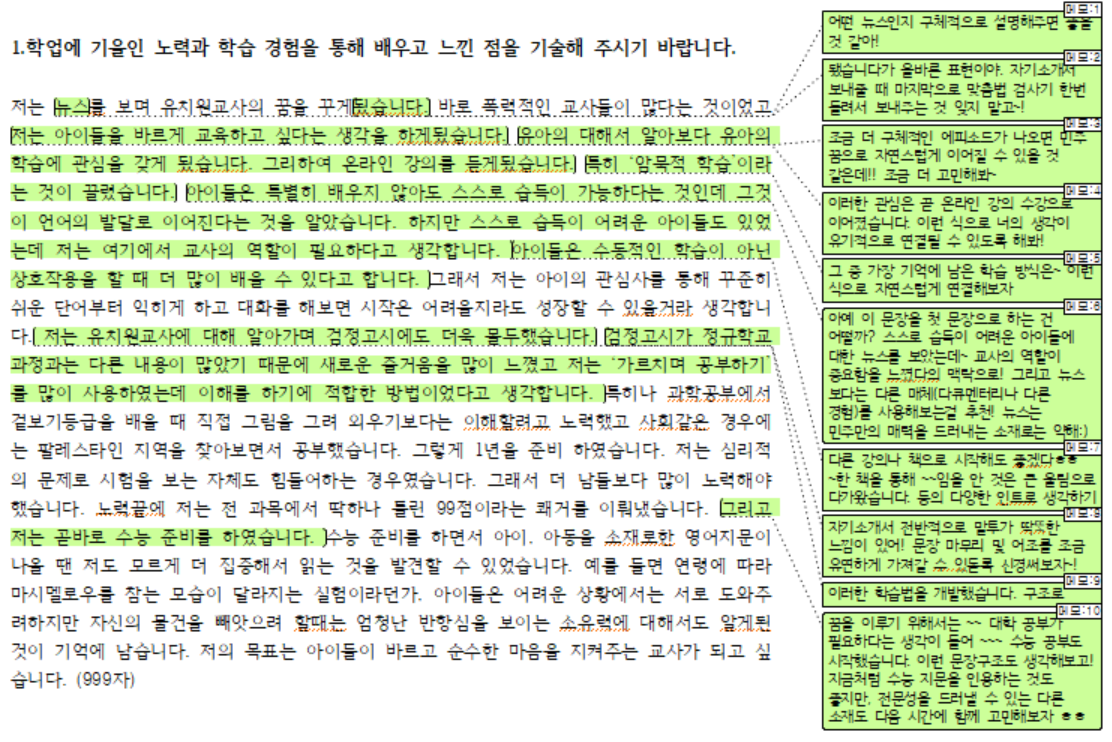 1.학업에 기울인 노력과 학습 경험을 통해 배우고 느낀 점을 기술해 주시기 바랍니다.
저는 뉴스를 보며 유치원교사의 꿈을 꾸게됬습니다. 바로 폭력적인 교사들이 많다는 것이었고
저는 아이들을 바르게 교육하고 싶다는 생각을 하게됬습니다. 유아의 대해서 알아보다 유아의
학습에 관심을 갖게 됬습니다. 그리하여 온라인 강의를 듣게됬습니다. 특히 '암묵적 학습'이라
는 것이 끌렸습니다. 아이들은 특별히 배우지 않아도 스스로 습득이 가능하다는 것인데 그것
이 언어의 발달로 이어진다는 것을 알았습니다. 하지만 스스로 습득이 어려운 아이들도 있었
는데 저는 여기에서 교사의 역할이 필요하다고 생각합니다. 아이들은 수동적인 학습이 아닌
상호작용을 할 때 더 많이 배울 수 있다고 합니다. 그래서 저는 아이의 관심사를 통해 꾸준히
쉬운 단어부터 익히게 하고 대화를 해보면 시작은 어려울지라도 성장할 수 있을거라 생각합니
다. 저는 유치원교사에 대해 알아가며 검정고시에도 더욱 몰두했습니다. 검정고시가 정규학교
과정과는 다른 내용이 많았기 때문에 새로운 즐거움을 많이 느꼈고 저는 '가르치며 공부하기'
를 많이 사용하였는데 이해를 하기에 적합한 방법이었다고 생각합니다. 특히나 과학공부에서
겉보기등급을 배울 때 직접 그림을 그려 외우기보다는 이해할려고 노력했고 사회같은 경우에
는 팔레스타인 지역을 찾아보면서 공부했습니다. 그렇게 1년을 준비 하였습니다. 저는 심리적
의 문제로 시험을 보는 자체도 힘들어하는 경우였습니다. 그래서 더 남들보다 많이 노력해야
했습니다. 노력끝에 저는 전 과목에서 딱하나 틀린 99점이라는 쾌거를 이뤄냈습니다. 그리고
저는 곧바로 수능 준비를 하였습니다. 수능 준비를 하면서 아이. 아동을 소재로한 영어지문이
나올 땐 저도 모르게 더 집중해서 읽는 것을 발견할 수 있었습니다. 예를 들면 연령에 따라
마시멜로우를 참는 모습이 달라지는 실험이라던가. 아이들은 어려운 상황에서는 서로 도와주
려하지만 자신의 물건을 빼앗으려 할때는 엄청난 반항심을 보이는 소유력에 대해서도 알게된
것이 기억에 남습니다. 저의 목표는 아이들이 바르고 순수한 마음을 지켜주는 교사가 되고 싶
습니다. (999자)
메모:1
어떤 뉴스인지 구체적으로 설명해주면 좋을
것 같아!
메모:2
됐습니다가 올바른 표현이야. 자기소개서
보내줄 때 마지막으로 맞춤법 검사기 한번
돌려서 보내주는 것 잊지 말고~!
메모:3
조금 더 구체적인 에피소드가 나오면 민주
꿈으로 자연스럽게 이어질 수 있을 것
같은데!! 조금 더 고민해봐~
메모:4
이러한 관심은 곧 온라인 강의 수강으로
이어졌습니다. 이런 식으로 너의 생각이
유기적으로 연결될 수 있도록 해봐!
메모:5
그 중 가장 기억에 남은 학습 방식은~ 이런
식으로 자연스럽게 연결해보자
메모:6
아예 이 문장을 첫 문장으로 하는 건
어떨까? 스스로 습득이 어려운 아이들에
대한 뉴스를 보았는데~ 교사의 역할이
중요함을 느꼈다의 맥락으로! 그리고 뉴스
보다는 다른 매체(다큐멘터리나 다른
경험)를 사용해보는걸 추천! 뉴스는
민주만의 매력을 드러내는 소재로는 약해:)
메모:7
다른 강의나 책으로 시작해도 좋겠다ㅎㅎ
~한 책을 통해 ~~임을 안 것은 큰 울림으로
다가왔습니다. 등의 다양한 인트로 생각하기
메모:8
자기소개서 전반적으로 말투가 딱딱한
느낌이 있어! 문장 마무리 및 어조를 조금
유연하게 가져갈 수 있도록 신경써보자~!
메모:9
이러한 학습법을 개발했습니다. 구조로
메모:10
꿈을 이루기 위해서는 ~~ 대학 공부가
필요하다는 생각이 들어 ~~~ 수능 공부도
시작했습니다. 이런 문장구조도 생각해보고!
지금처럼 수능 지문을 인용하는 것도
좋지만, 전문성을 드러낼 수 있는 다른
소재도 다음 시간에 함께 고민해보자 ㅎㅎ